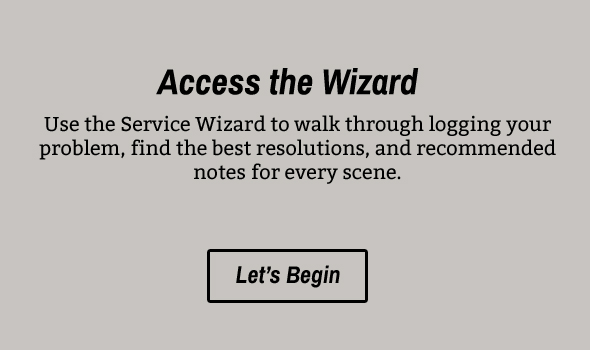 Access the Wizard
Use the Service Wizard to walk through logging your
problem, find the best resolutions, and recommended
notes for every scene.
Let’s Begin